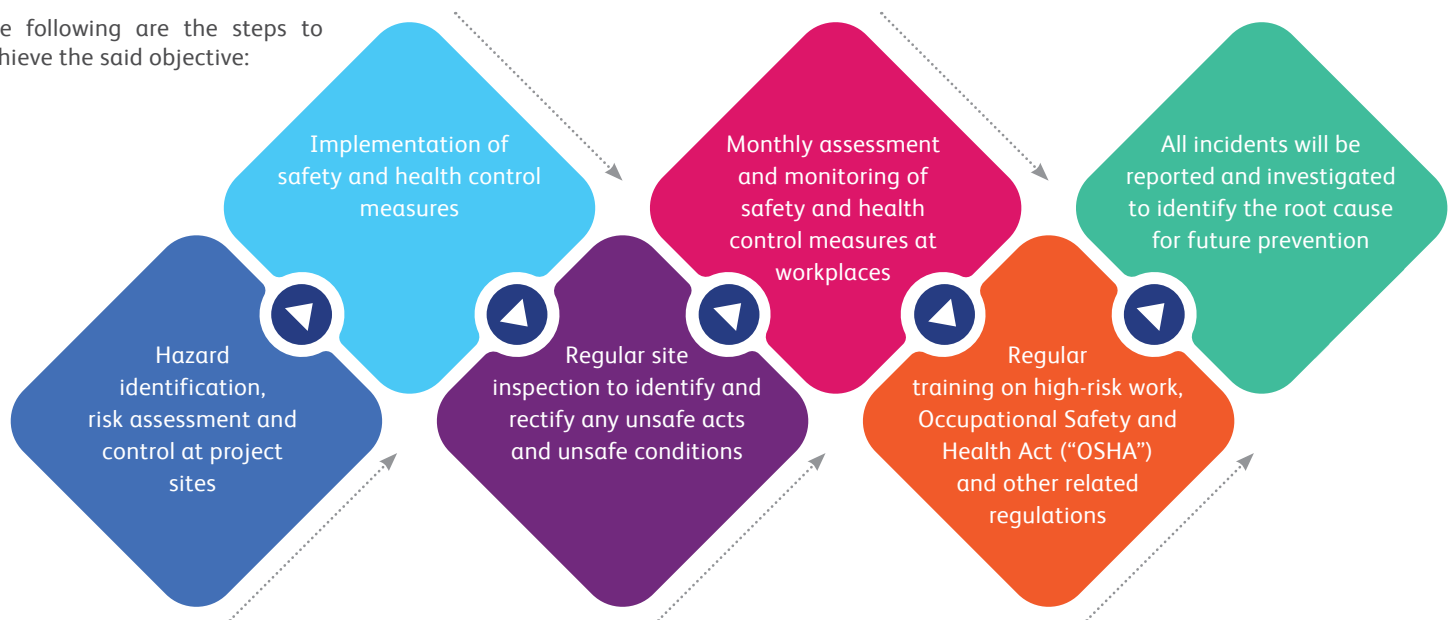 e following are the steps to
hieve the said objective:
Hazard
identification,
risk assessment and
control at project
sites
Implementation of
safety and health control
measures
Regular site
inspection to identify and
rectify any unsafe acts
and unsafe conditions
Monthly assessment
and monitoring of
safety and health
control measures at
workplaces
Regular
training on high-risk work,
Occupational Safety and
Health Act (“OSHA”)
and other related
regulations
All incidents will be
reported and investigated
to identify the root cause
for future prevention